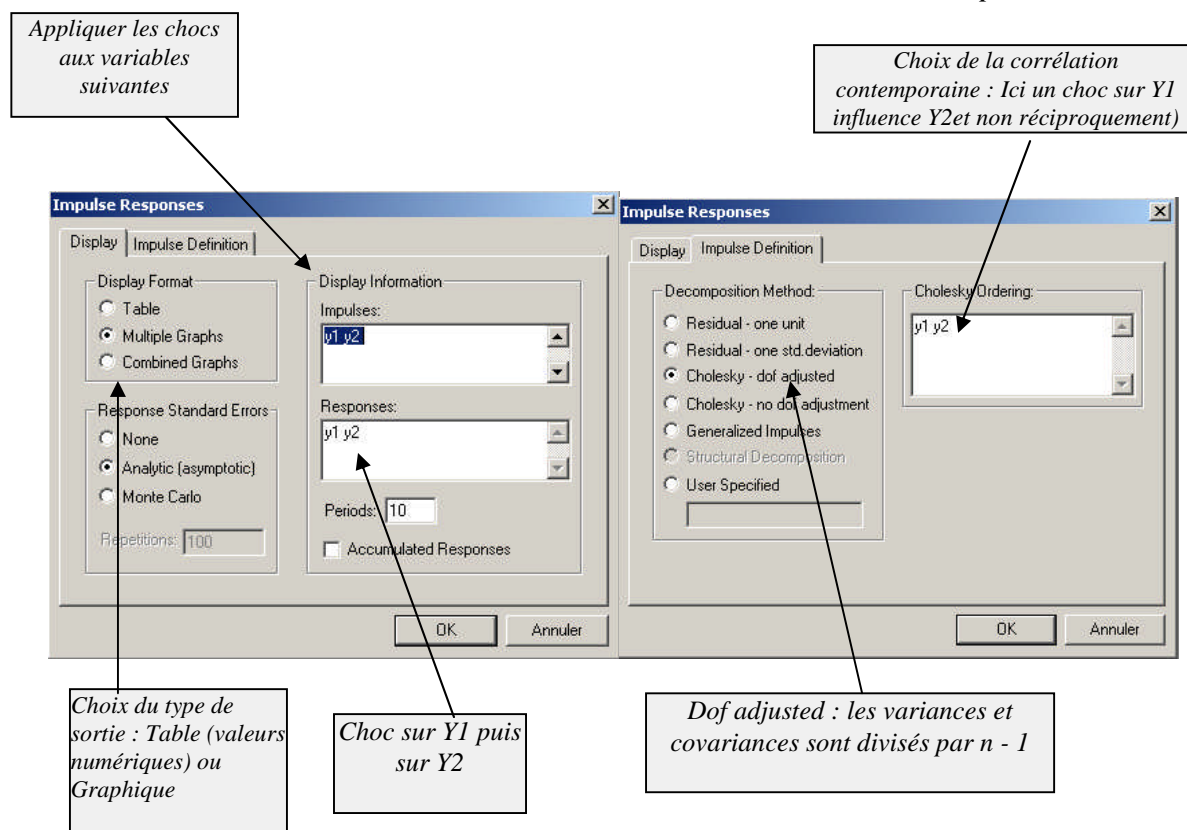 Appliquer les chocs
aux variables
suivantes
Choix de la corrélation
contemporaine : Ici un choc sur Y1
influence Y2et non réciproquement)
Impulse Responses
Display
Impulse Definition
Display Format
Table
Multiple Graphs
Combined Graphs
Response Standard Errors
None
Analytic (asymptotic)
Monte Carlo
Repetitions: 100
Display Information
Impulses:
y1 y2
Responses:
y1 y2
Periods: 10
Accumulated Responses
OK
Annuler
Impulse Responses
Display
Impulse Definition
Decomposition Method:
Residual - one unit
Residual - one std.deviation
Cholesky - dof adjusted
Cholesky - no dof adjustment
Generalized Impulses
Structural Decomposition
User Specified
Cholesky Ordering:
y1 y2
OK
Annuler
Choix du type de
sortie : Table (valeurs
numériques) ou
Graphique
Choc sur Y1 puis
sur Y2
Dof adjusted : les variances et
covariances sont divisés par n - 1